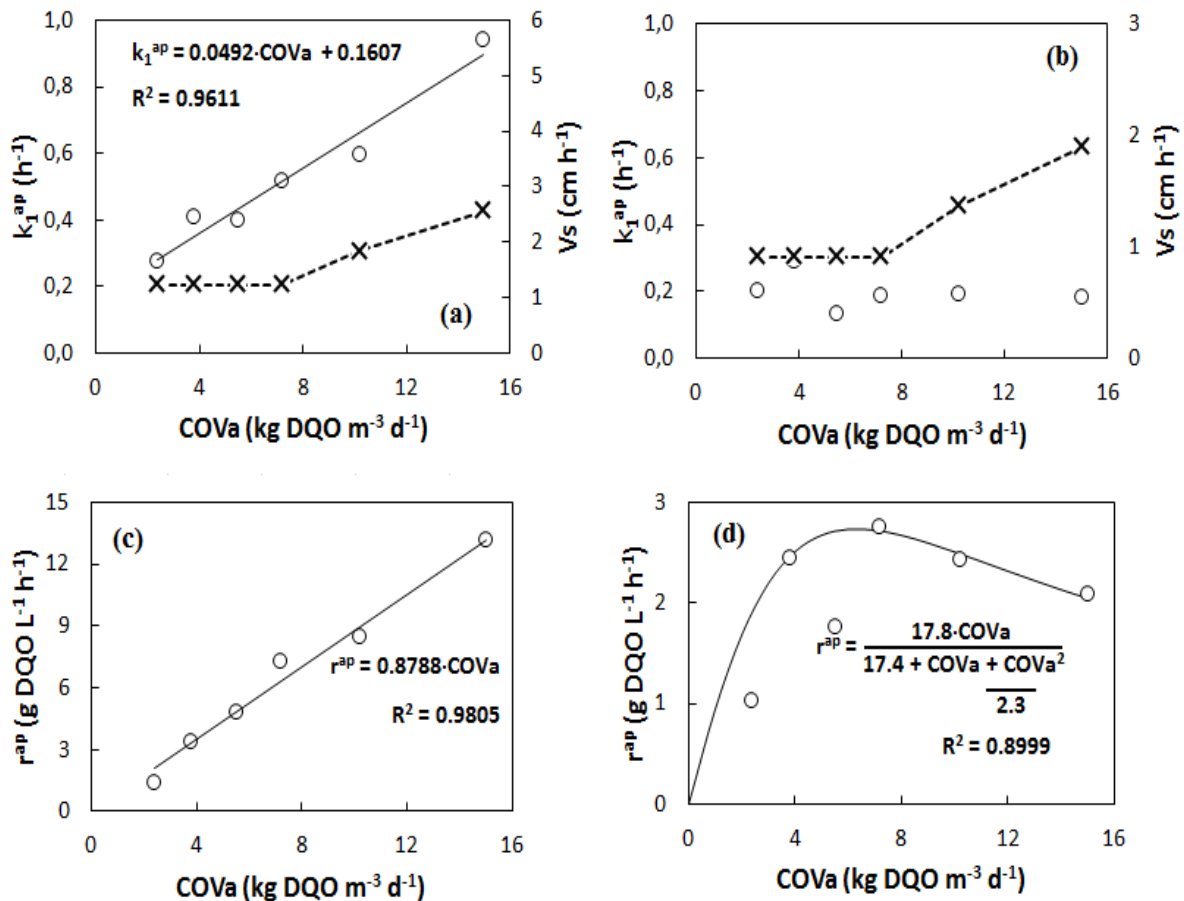 1,0
0,8
0,6
0,4
0,2
0,0
k₁ᵃᵖ (h⁻¹)
k₁ᵃᵖ = 0.0492·COVa + 0.1607
R² = 0.9611
(a)
6
5
4
3
2
1
0
Vs (cm h⁻¹)
0 4 8 12 16
COVa (kg DQO m⁻³ d⁻¹)
1,0
0,8
0,6
0,4
0,2
0,0
k₁ᵃᵖ (h⁻¹)
(b)
3
2
1
0
Vs (cm h⁻¹)
0 4 8 12 16
COVa (kg DQO m⁻³ d⁻¹)
15
12
9
6
3
0
rᵃᵖ (g DQO L⁻¹ h⁻¹)
(c)
rᵃᵖ = 0.8788·COVa
R² = 0.9805
0 4 8 12 16
COVa (kg DQO m⁻³ d⁻¹)
3
2
1
0
rᵃᵖ (g DQO L⁻¹ h⁻¹)
(d)
17.8·COVa
rᵃᵖ =
17.4 + COVa + COVa²
2.3
R² = 0.8999
0 4 8 12 16
COVa (kg DQO m⁻³ d⁻¹)